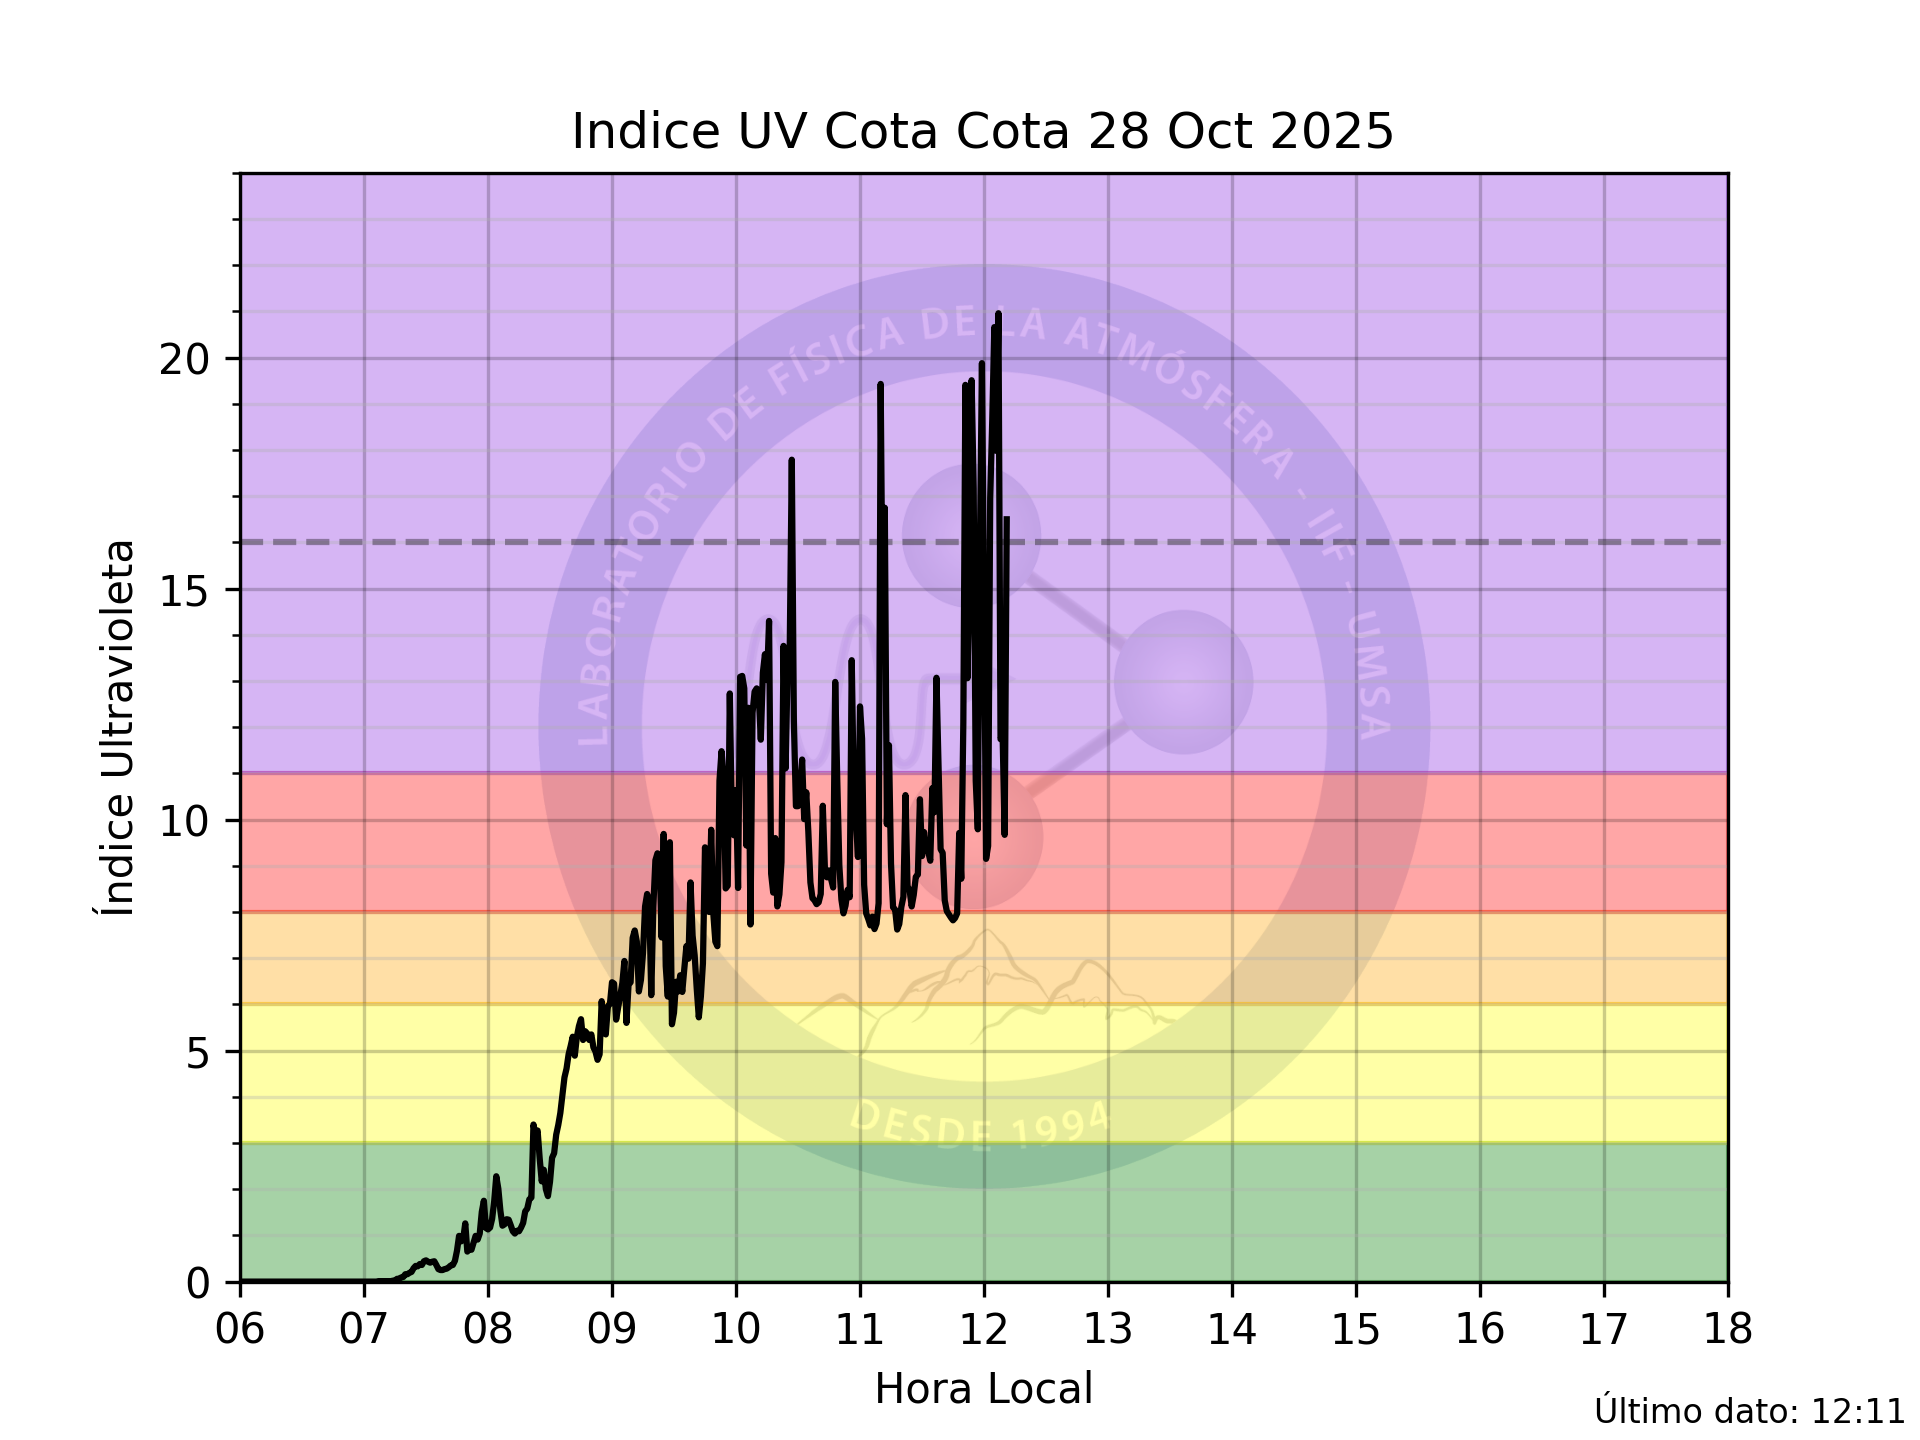 Indice UV Cota Cota 28 Oct 2025
Índice Ultravioleta
20
15
10
5
0
LABORATORIO DE FÍSICA DE LA ATMÓSFERA - IIF - UMSA
DESDE 1994
06 07 08 09 10 11 12 13 14 15 16 17 18
Hora Local
Último dato: 12:11